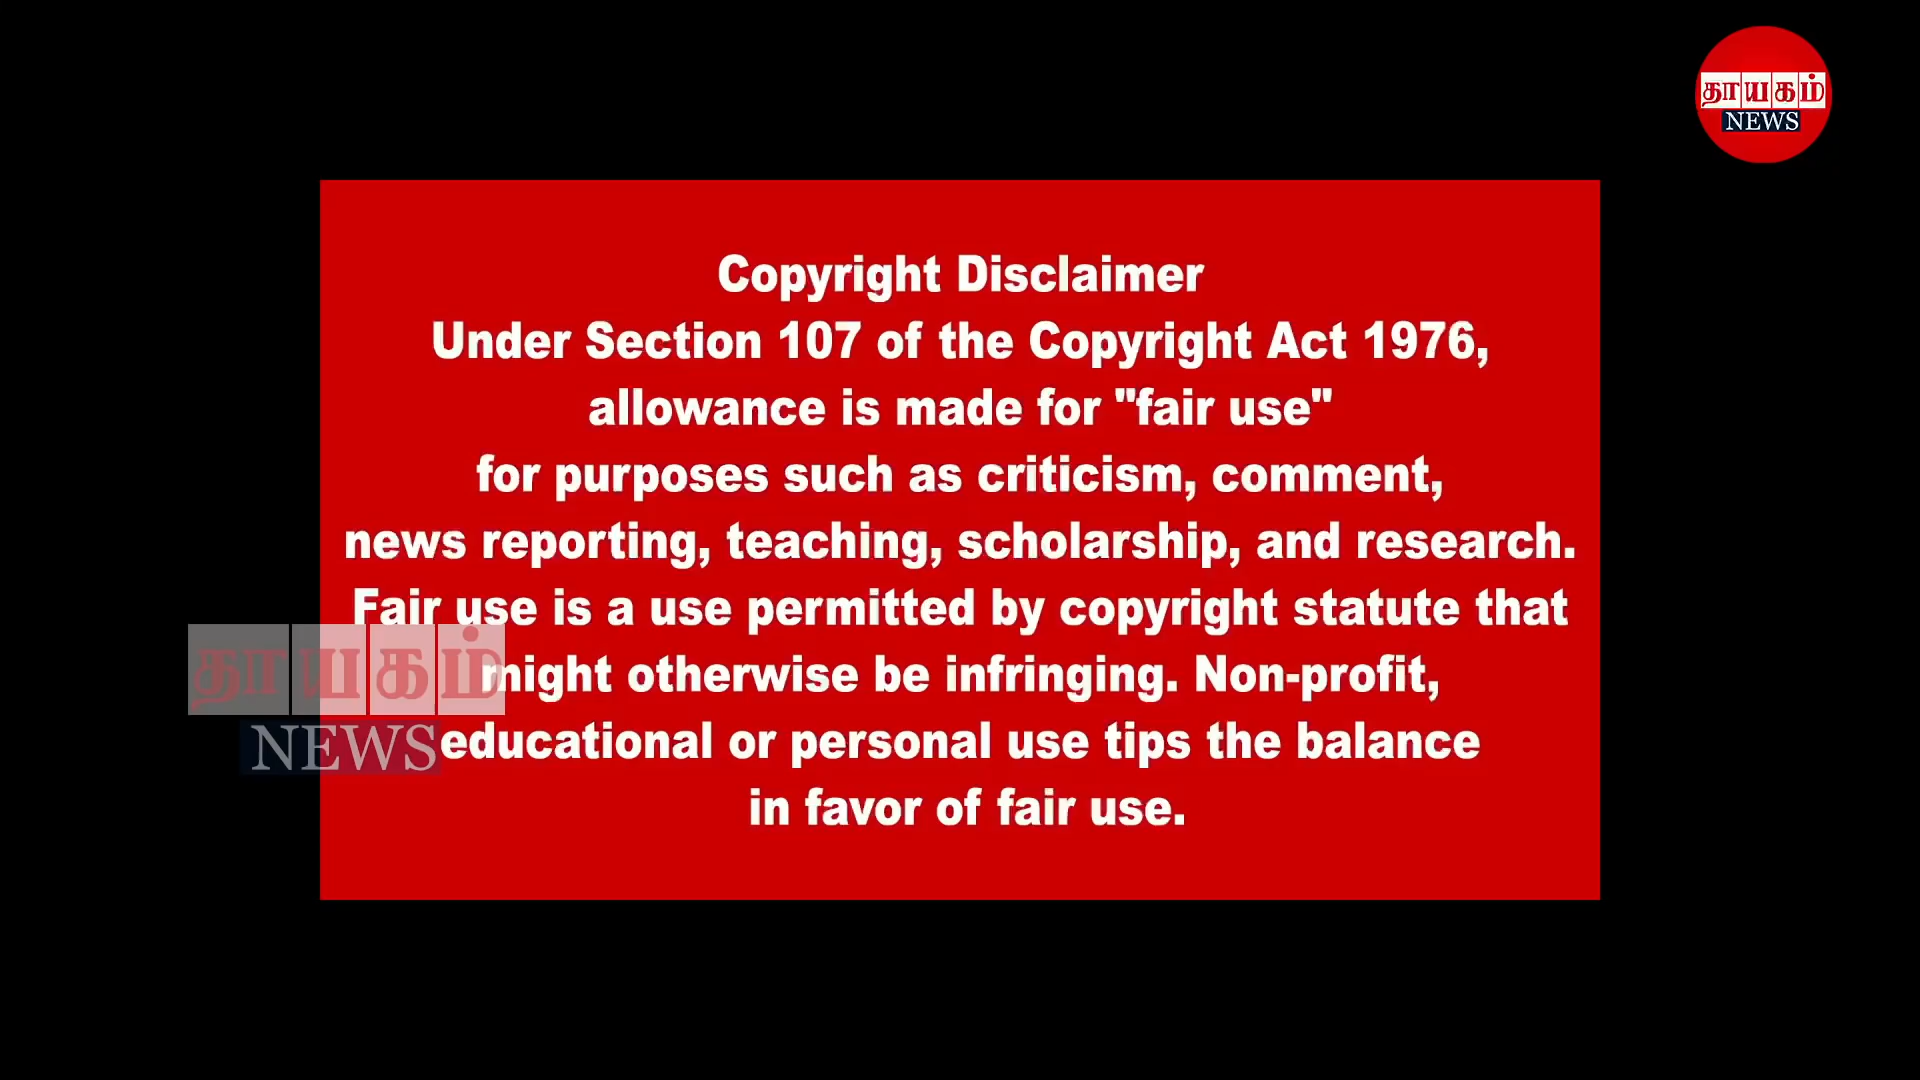 தாயகம்
NEWS
Copyright Disclaimer
Under Section 107 of the Copyright Act 1976,
allowance is made for "fair use"
for purposes such as criticism, comment,
news reporting, teaching, scholarship, and research.
Fair use is a use permitted by copyright statute that
might otherwise be infringing. Non-profit,
educational or personal use tips the balance
in favor of fair use.
தாயகம்
NEWS